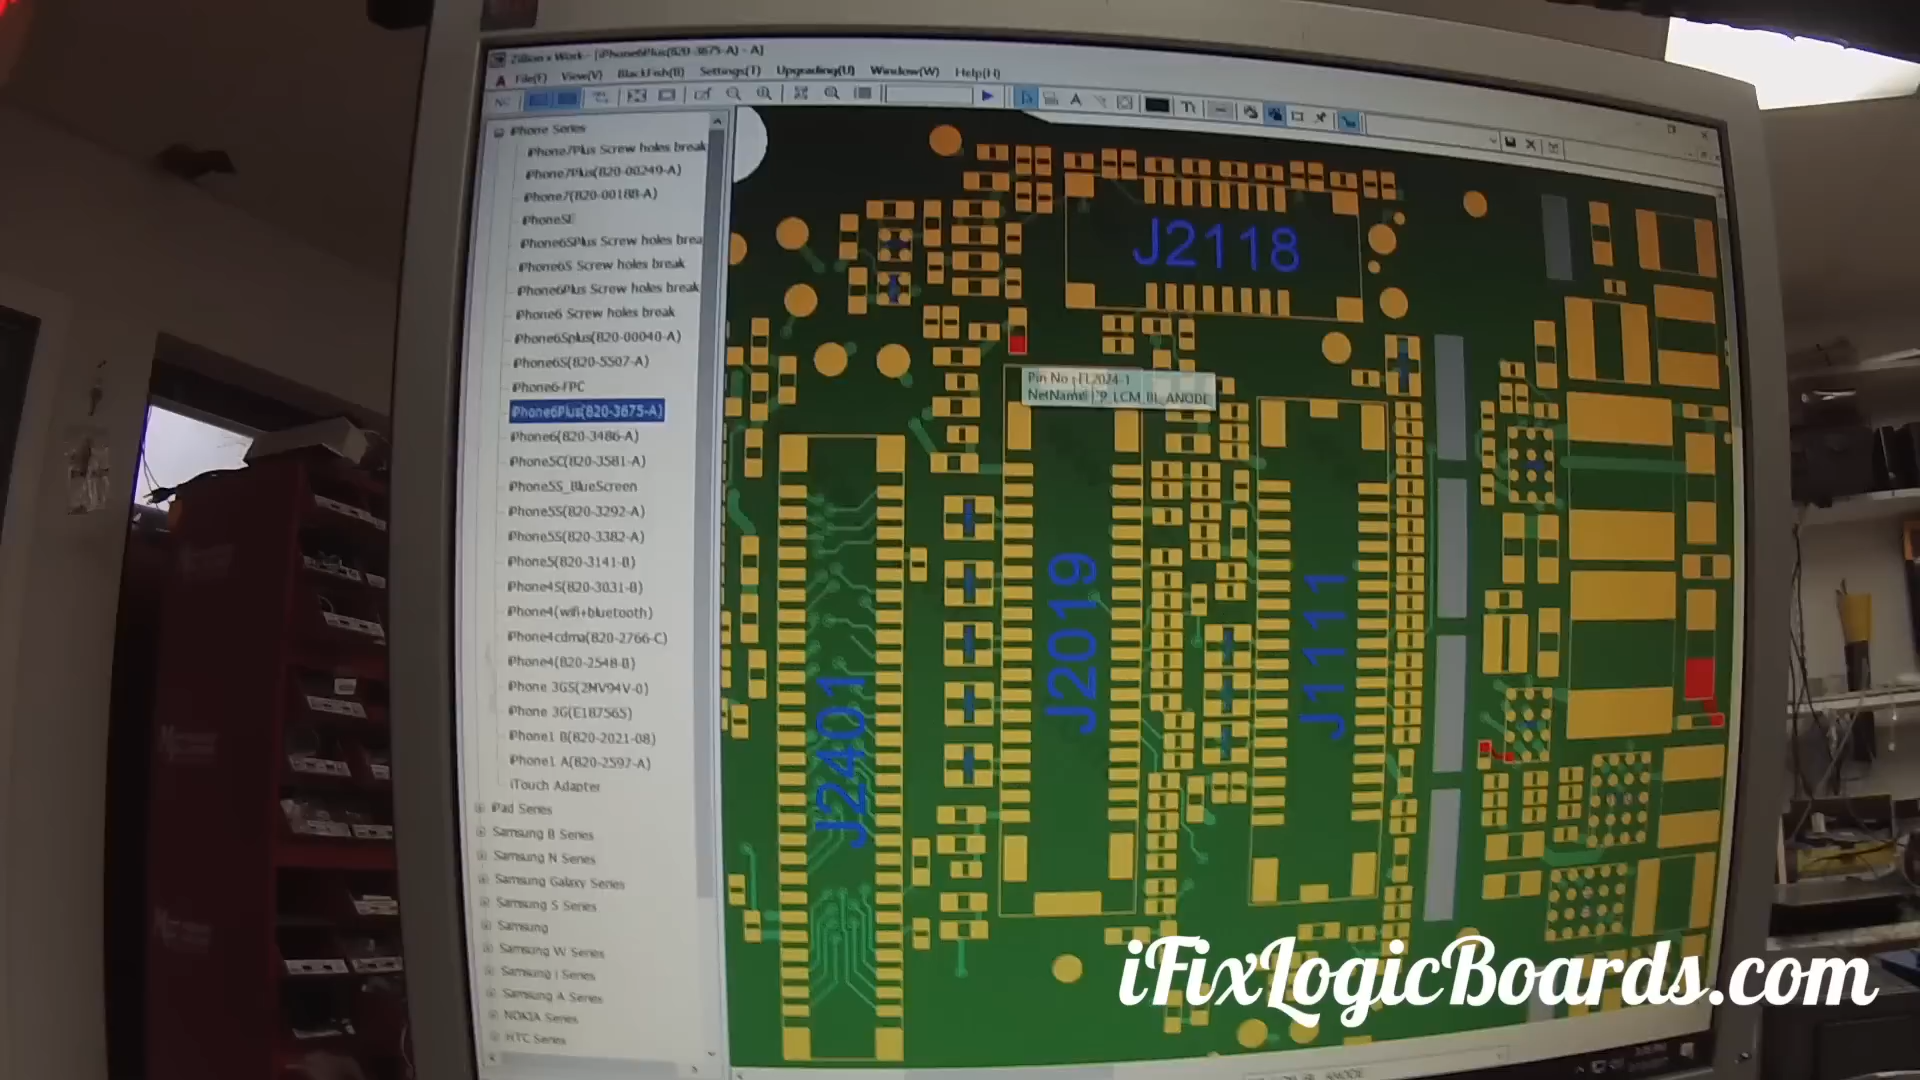 Zillion x Work - [iPhone6Plus(820-3675-A) - A]
File(F) View(V) BlackFish(B) Settings(T) Upgrading(U) Window(W) Help(H)
iPhone Series
iPhone7Plus Screw holes break
iPhone7Plus(820-00249-A)
iPhone7(820-00188-A)
iPhoneSE
iPhone6SPlus Screw holes brea
iPhone6S Screw holes break
iPhone6Plus Screw holes break
iPhone6 Screw holes break
iPhone6Splus(820-00040-A)
iPhone6S(820-5507-A)
iPhone6-FPC
iPhone6Plus(820-3675-A)
iPhone6(820-3486-A)
iPhone5C(820-3581-A)
iPhone5S_BlueScreen
iPhone5S(820-3292-A)
iPhone5S(820-3382-A)
iPhone5(820-3141-B)
iPhone4S(820-3031-B)
iPhone4(wifi+bluetooth)
iPhone4cdma(820-2766-C)
iPhone4(820-2548-B)
iPhone 3GS(2MV94V-0)
iPhone 3G(E187565)
iPhone1 B(820-2021-08)
iPhone1 A(820-2597-A)
iTouch Adapter
iPad Series
Samsung B Series
Samsung N Series
Samsung Galaxy Series
Samsung S Series
Samsung
Samsung W Series
Samsung I Series
Samsung A Series
NOKIA Series
HTC Series
J2118
Pin No : FL2024-1
NetName : PP_LCM_BL_ANODE
J2401
J2019
J1111
iFixLogicBoards.com